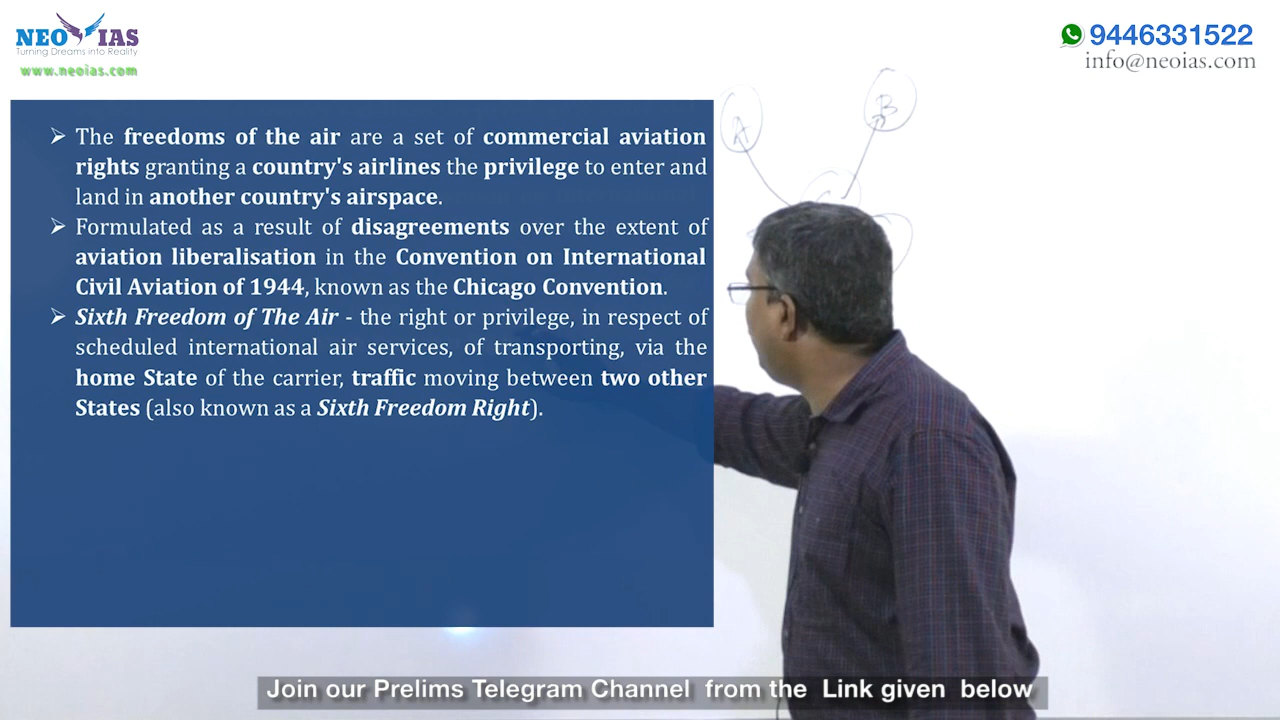 NEO IAS
Turning Dreams into Reality
www.neoias.com
9446331522
info@neoias.com
A
B
➢ The freedoms of the air are a set of commercial aviation
rights granting a country's airlines the privilege to enter and
land in another country's airspace.
➢ Formulated as a result of disagreements over the extent of
aviation liberalisation in the Convention on International
Civil Aviation of 1944, known as the Chicago Convention.
➢ Sixth Freedom of The Air - the right or privilege, in respect of
scheduled international air services, of transporting, via the
home State of the carrier, traffic moving between two other
States (also known as a Sixth Freedom Right).
Join our Prelims Telegram Channel from the Link given below